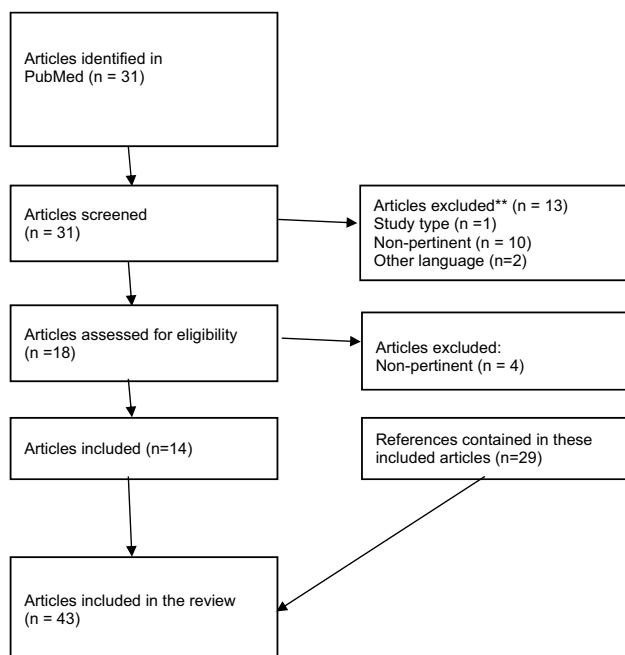 Articles identified in
PubMed (n = 31)
Articles screened
(n = 31)
Articles excluded** (n = 13)
Study type (n =1)
Non-pertinent (n = 10)
Other language (n=2)
Articles assessed for eligibility
(n =18)
Articles excluded:
Non-pertinent (n = 4)
Articles included (n=14)
References contained in these
included articles (n=29)
Articles included in the review
(n = 43)